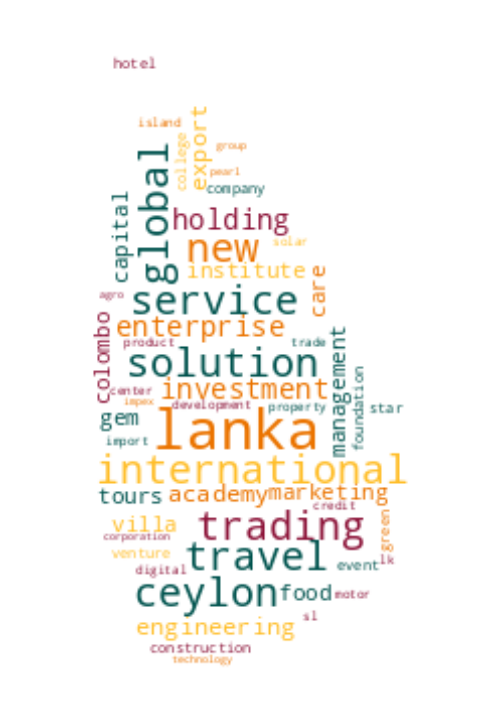 hotel
island
export
college
group
global
pearl
company
capital
holding
new
solar
institute
care
agro
service
colombo
enterprise
product
trade
management
solution
foundation
center
investment
impex
development
property
star
gem
lanka
import
international
tours
academy
marketing
credit
villa
trading
green
corporation
venture
travel
lk
event
digital
ceylon
food
motor
sl
engineering
construction
technology